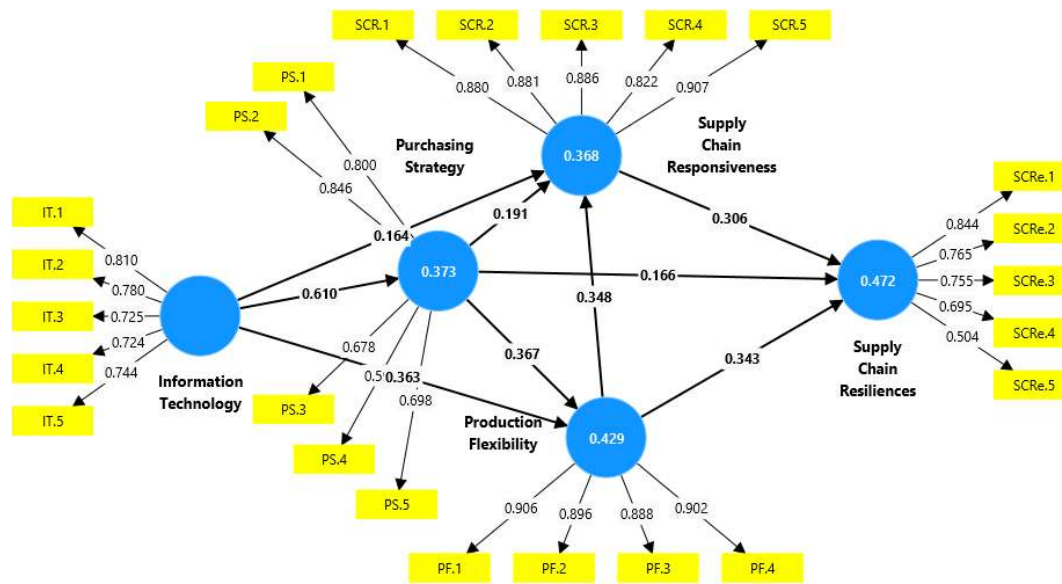 SCR.1
SCR.2
SCR.3
SCR.4
SCR.5
0.880
0.881
0.886
0.822
0.907
PS.1
PS.2
0.800
0.846
Purchasing
Strategy
0.368
Supply
Chain
Responsiveness
SCRe.1
SCRe.2
SCRe.3
SCRe.4
SCRe.5
0.844
0.765
0.755
0.695
0.504
IT.1
IT.2
IT.3
IT.4
IT.5
0.810
0.780
0.725
0.724
0.744
0.164
0.191
0.306
0.373
0.610
0.166
0.472
0.348
0.367
0.363
0.343
Information
Technology
Supply
Chain
Resiliences
0.678
0.698
PS.3
PS.4
PS.5
Production
Flexibility
0.429
0.906
0.896
0.888
0.902
PF.1
PF.2
PF.3
PF.4